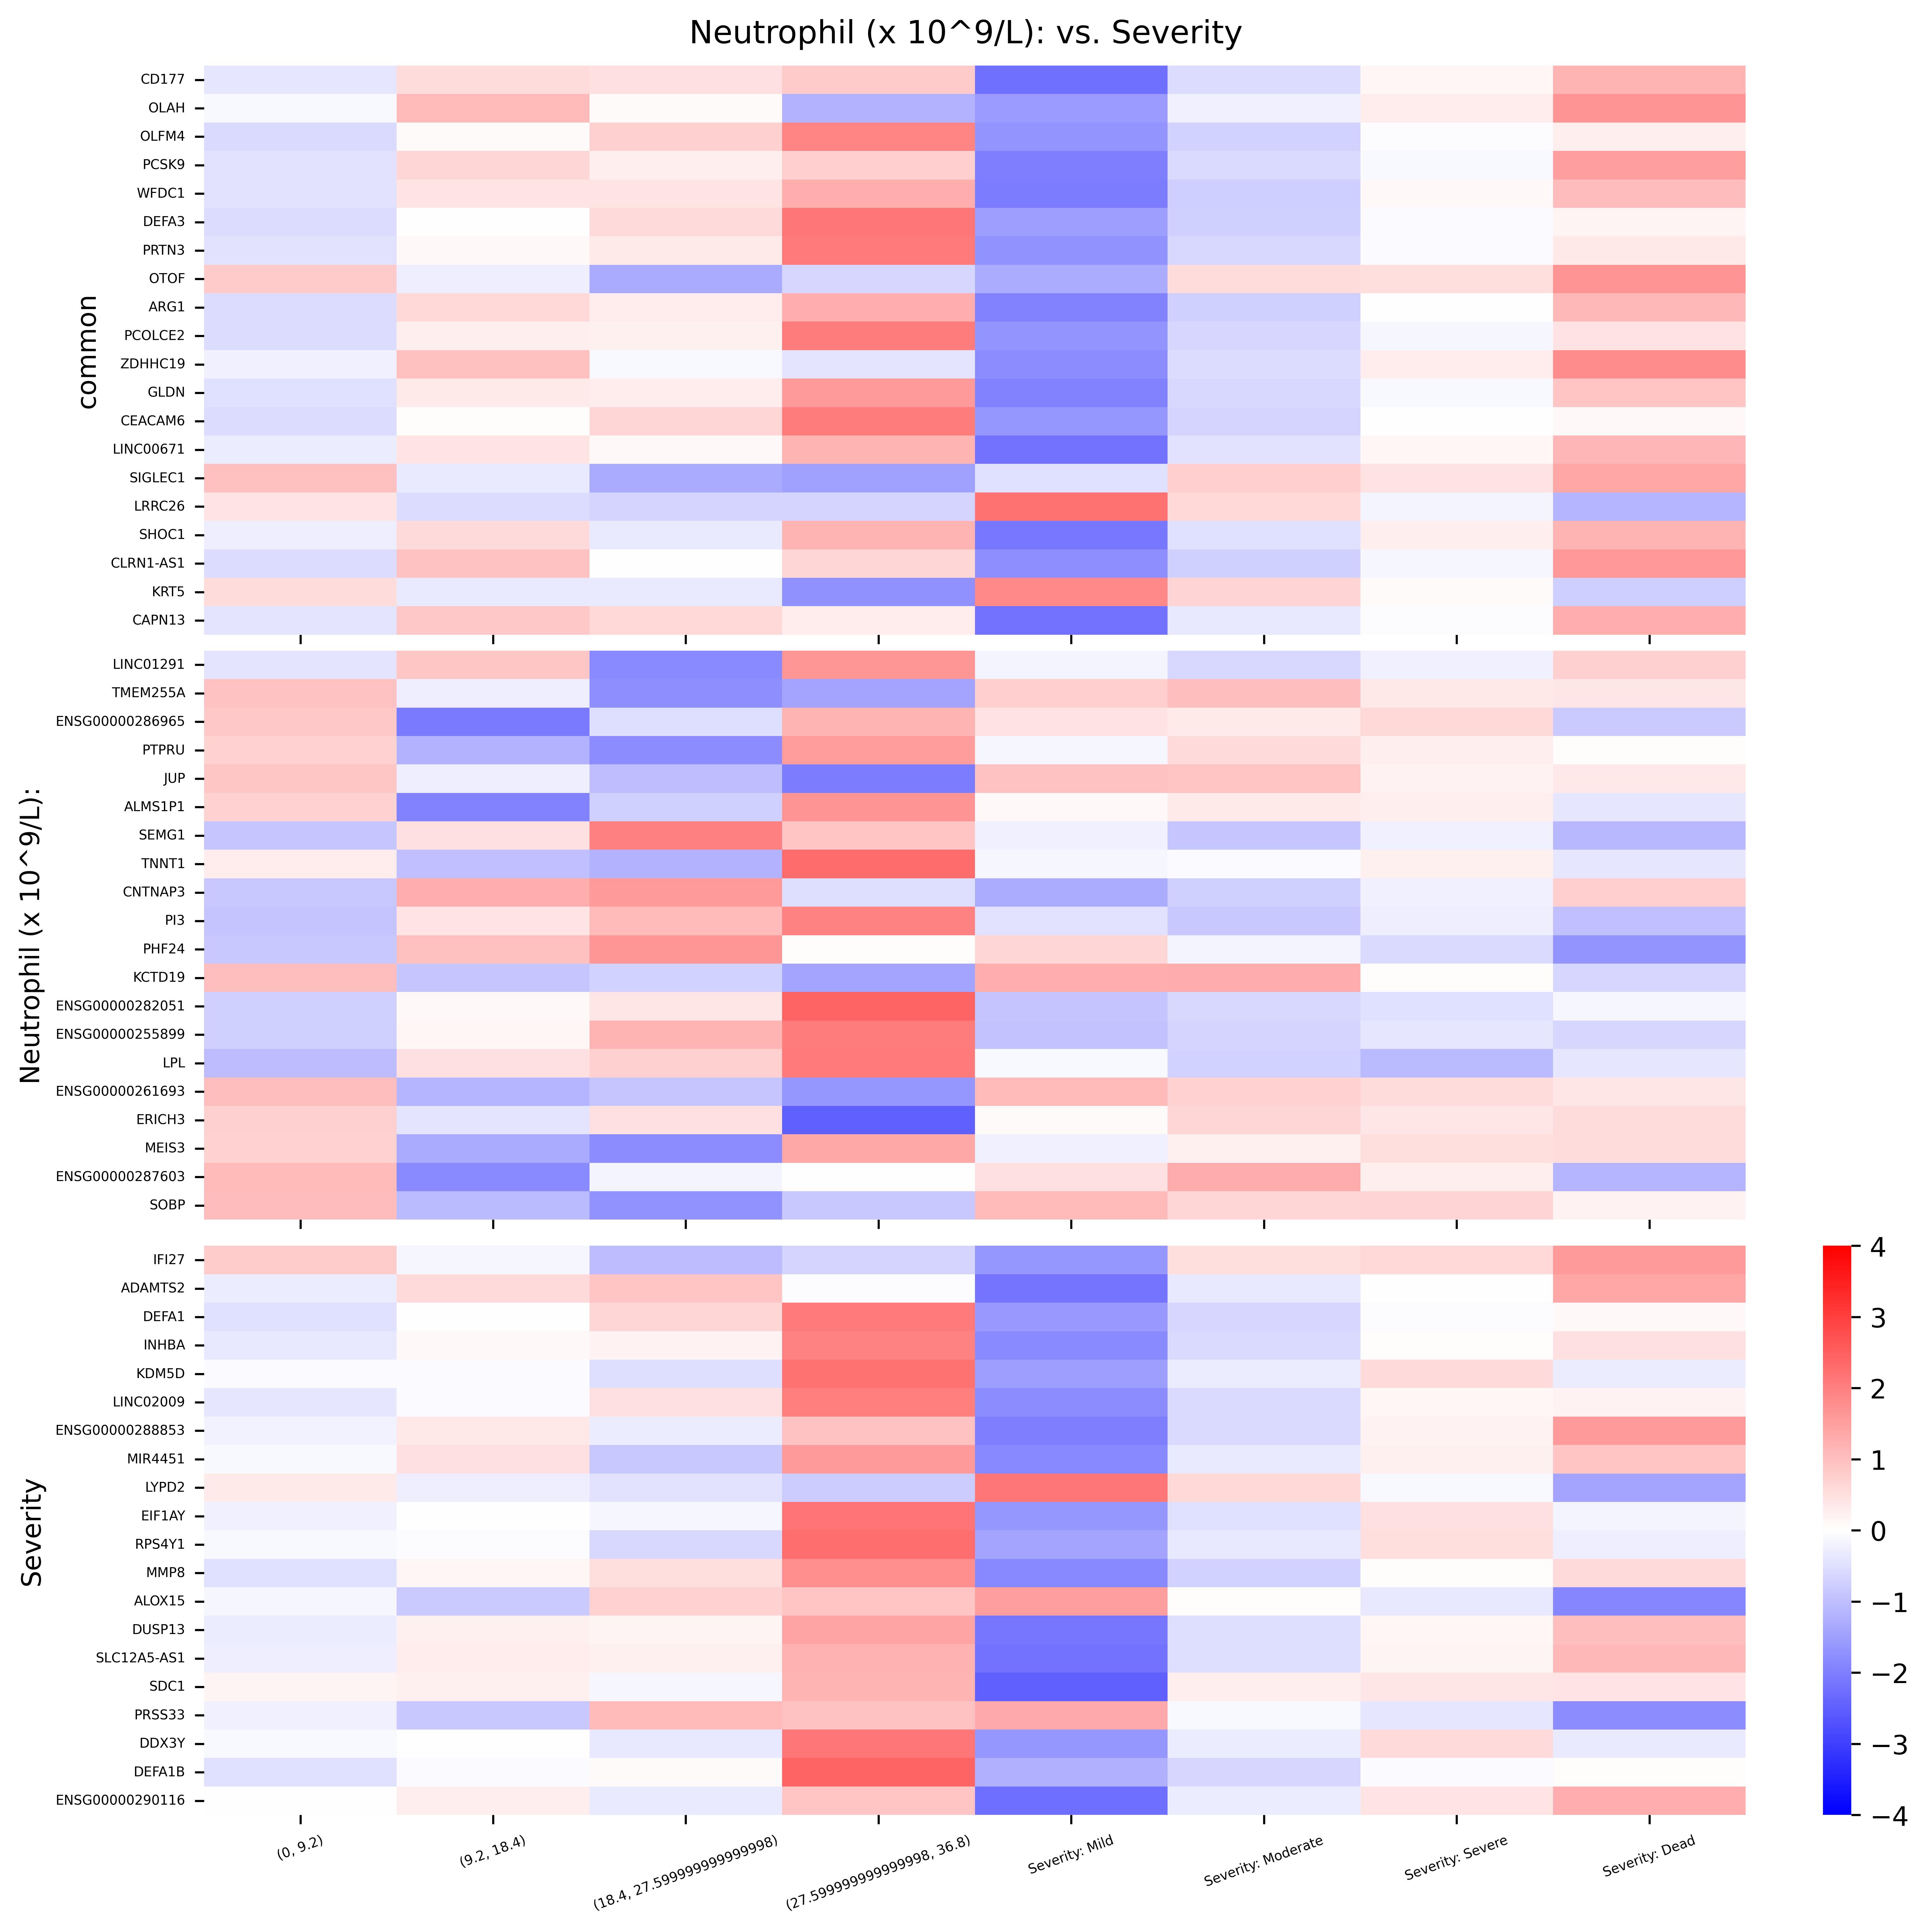 Neutrophil (x 10^9/L): vs. Severity
common
CD177
OLAH
OLFM4
PCSK9
WFDC1
DEFA3
PRTN3
OTOF
ARG1
PCOLCE2
ZDHHC19
GLDN
CEACAM6
LINC00671
SIGLEC1
LRRC26
SHOC1
CLRN1-AS1
KRT5
CAPN13
Neutrophil (x 10^9/L):
LINC01291
TMEM255A
ENSG00000286965
PTPRU
JUP
ALMS1P1
SEMG1
TNNT1
CNTNAP3
PI3
PHF24
KCTD19
ENSG00000282051
ENSG00000255899
LPL
ENSG00000261693
ERICH3
MEIS3
ENSG00000287603
SOBP
Severity
IFI27
ADAMTS2
DEFA1
INHBA
KDM5D
LINC02009
ENSG00000288853
MIR4451
LYPD2
EIF1AY
RPS4Y1
MMP8
ALOX15
DUSP13
SLC12A5-AS1
SDC1
PRSS33
DDX3Y
DEFA1B
ENSG00000290116
(0, 9.2)
(9.2, 18.4)
(18.4, 27.599999999999998)
(27.599999999999998, 36.8)
Severity: Mild
Severity: Moderate
Severity: Severe
Severity: Dead
4
3
2
1
0
−1
−2
−3
−4